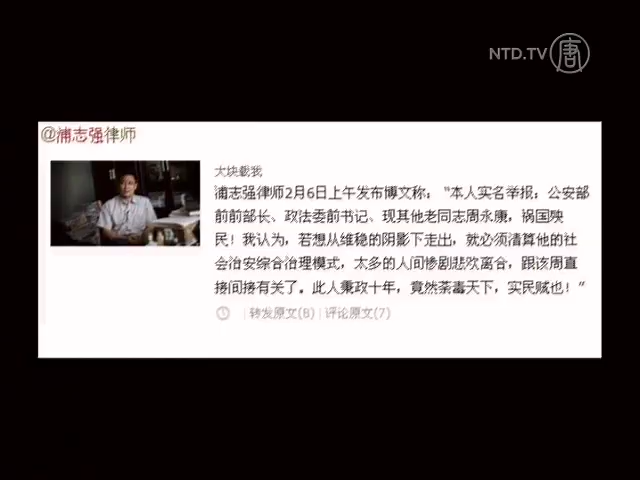 NTD.TV 唐
@浦志强律师
大块载我
浦志强律师2月6日上午发布博文称：“本人实名举报：公安部
前前部长、政法委前书记、现其他老同志周永康，祸国殃
民！我认为，若想从维稳的阴影下走出，就必须清算他的社
会治安综合治理模式，太多的人间惨剧悲欢离合，跟该周直
接间接有关了。此人秉政十年，竟然荼毒天下，实民贼也！”
转发原文(8) | 评论原文(7)